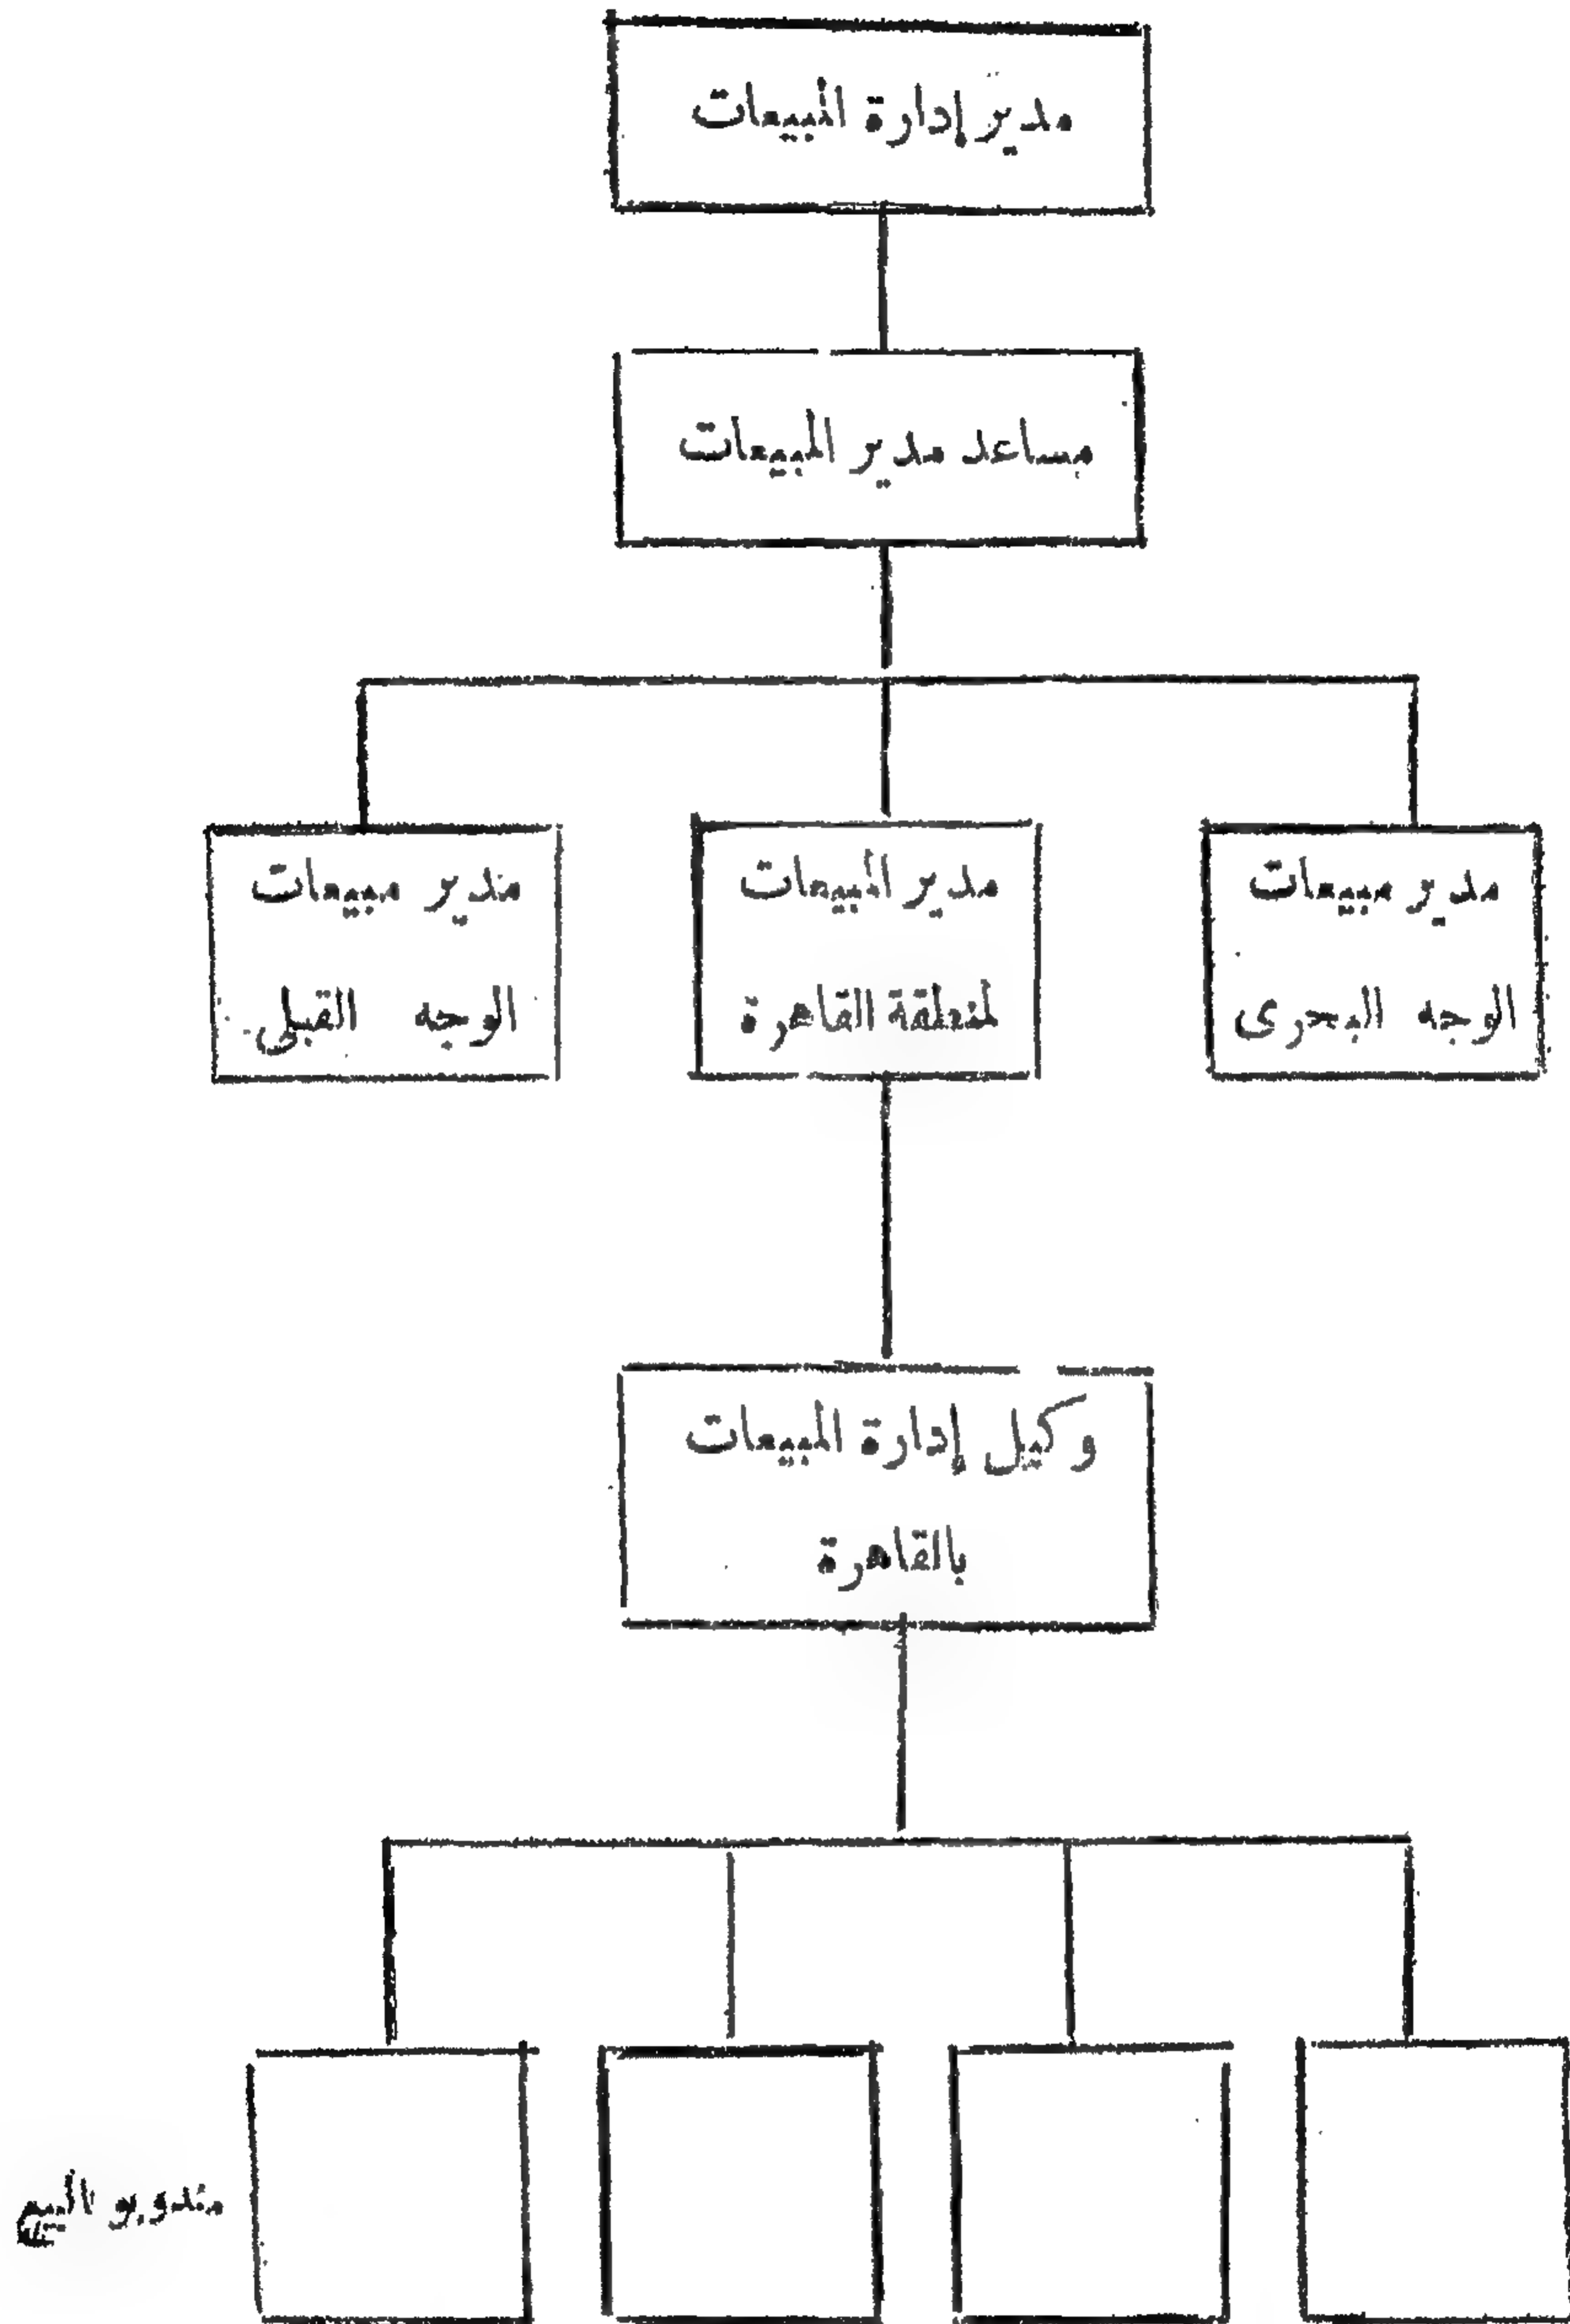 مدير إدارة المبيعات
مساعد مدير المبيعات
مدير مبيعات
الوجه البحرى
مدير المبيعات
لمنطقة القاهرة
مدير مبيعات
الوجه القبلى
وكيل إدارة المبيعات
بالقاهرة
مندوبو البيع